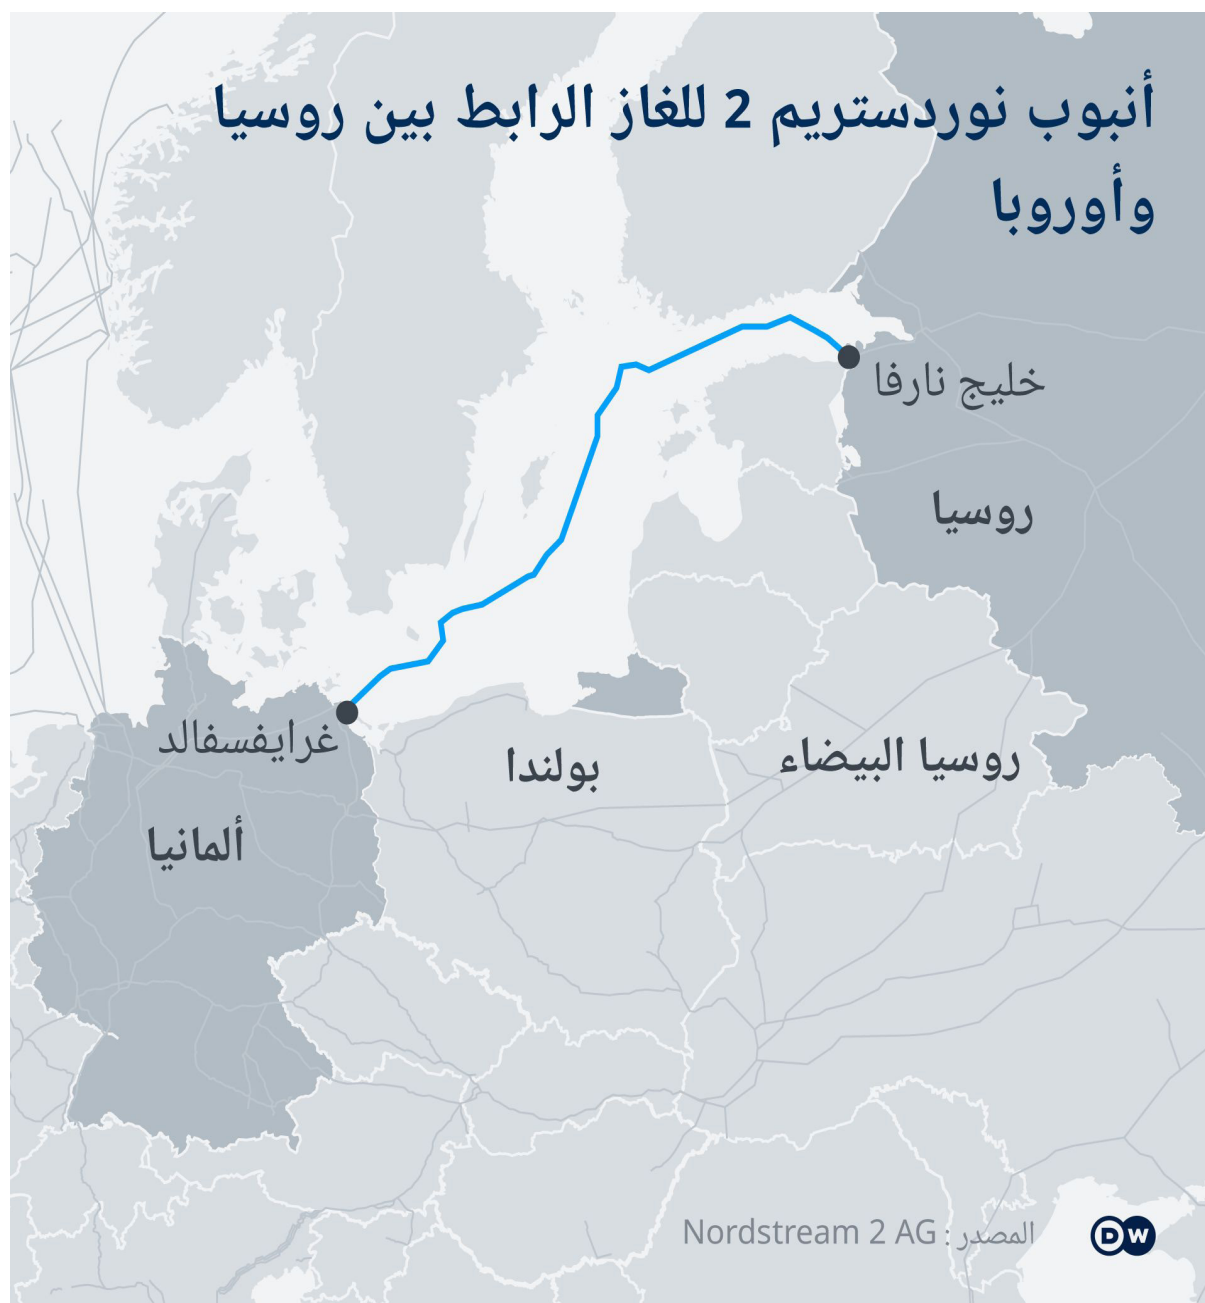 أنبوب نوردستريم 2 للغاز الرابط بين روسيا
وأوروبا
خليج نارفا
روسيا
غرايفسفالد
بولندا
روسيا البيضاء
ألمانيا
المصدر : Nordstream 2 AG
DW